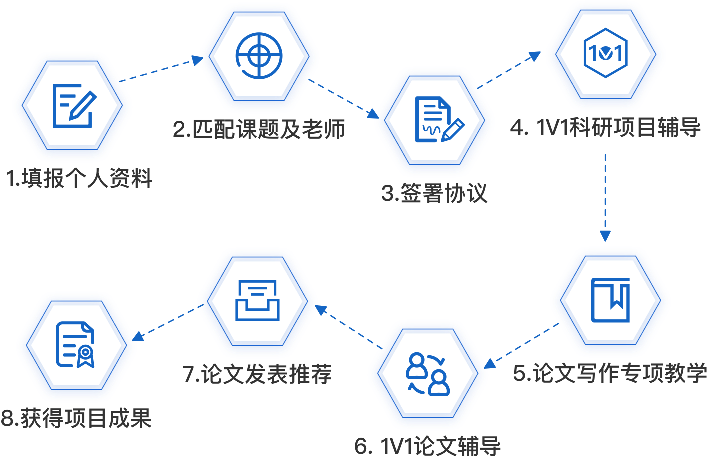 1.填报个人资料
2.匹配课题及老师
3.签署协议
1V1
4. 1V1科研项目辅导
5.论文写作专项教学
6. 1V1论文辅导
7.论文发表推荐
8.获得项目成果